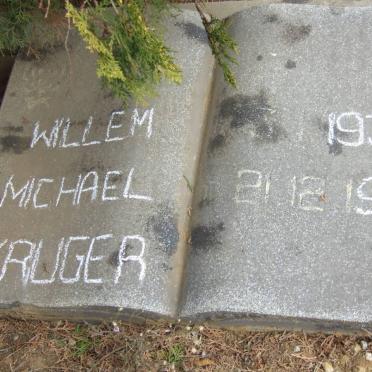 WILLEM
MICHAEL
KRUGER
193
21 12 19